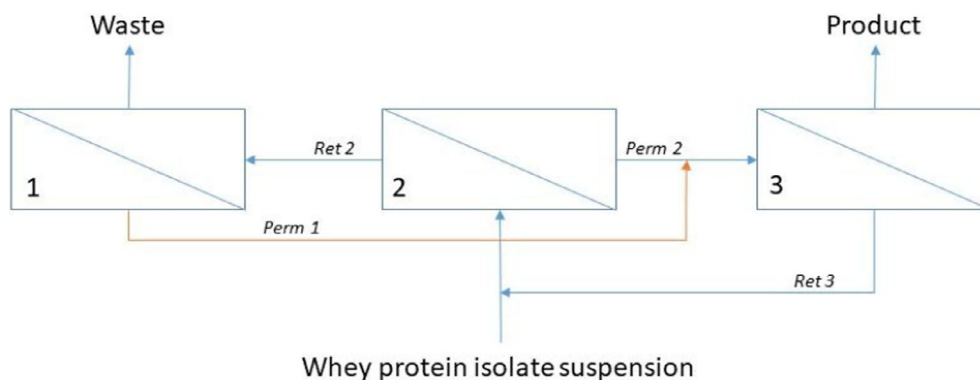 Waste
Product
Ret 2
Perm 2
1
2
3
Perm 1
Ret 3
Whey protein isolate suspension